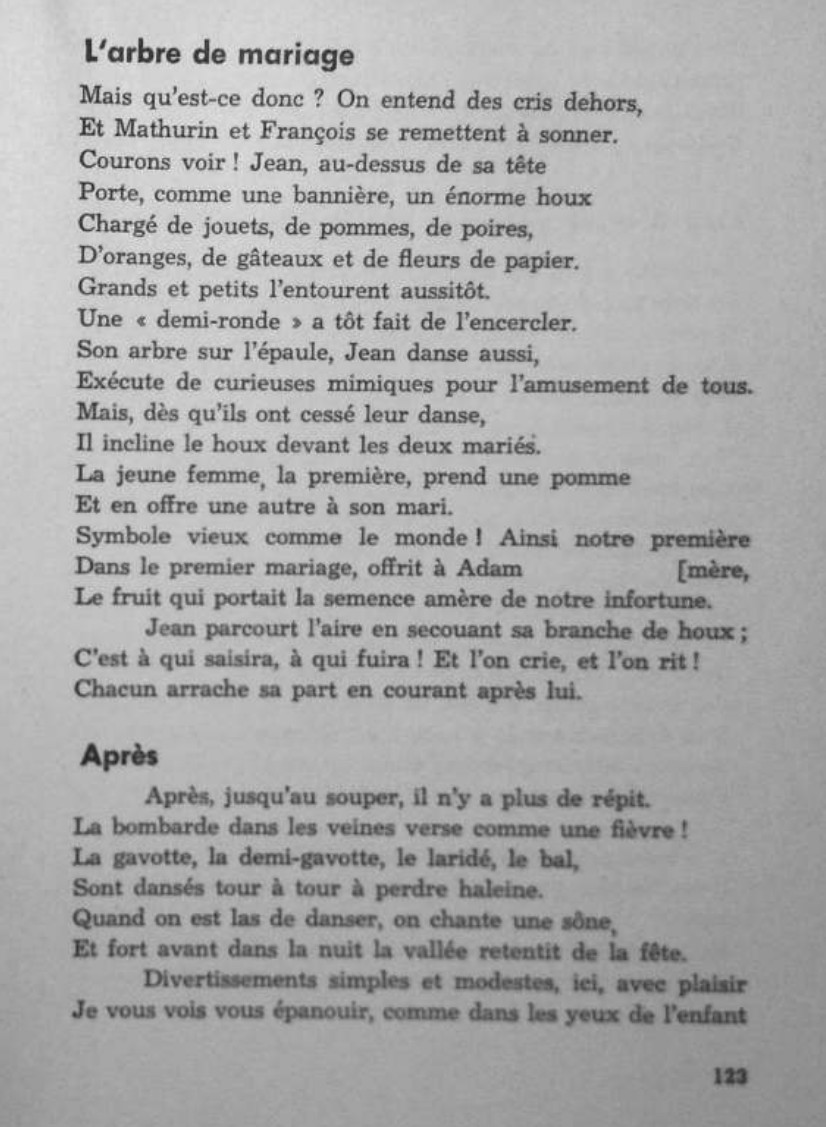 L'arbre de mariage
Mais qu'est-ce donc ? On entend des cris dehors,
Et Mathurin et François se remettent à sonner.
Courons voir ! Jean, au-dessus de sa tête
Porte, comme une bannière, un énorme houx
Chargé de jouets, de pommes, de poires,
D'oranges, de gâteaux et de fleurs de papier.
Grands et petits l'entourent aussitôt.
Une « demi-ronde » a tôt fait de l'encercler.
Son arbre sur l'épaule, Jean danse aussi,
Exécute de curieuses mimiques pour l'amusement de tous.
Mais, dès qu'ils ont cessé leur danse,
Il incline le houx devant les deux mariés.
La jeune femme, la première, prend une pomme
Et en offre une autre à son mari.
Symbole vieux comme le monde ! Ainsi notre première
Dans le premier mariage, offrit à Adam [mère,
Le fruit qui portait la semence amère de notre infortune.
Jean parcourt l'aire en secouant sa branche de houx ;
C'est à qui saisira, à qui fuira ! Et l'on crie, et l'on rit !
Chacun arrache sa part en courant après lui.
Après
Après, jusqu'au souper, il n'y a plus de répit.
La bombarde dans les veines verse comme une fièvre !
La gavotte, la demi-gavotte, le laridé, le bal,
Sont dansés tour à tour à perdre haleine.
Quand on est las de danser, on chante une sône,
Et fort avant dans la nuit la vallée retentit de la fête.
Divertissements simples et modestes, ici, avec plaisir
Je vous vois vous épanouir, comme dans les yeux de l'enfant
123